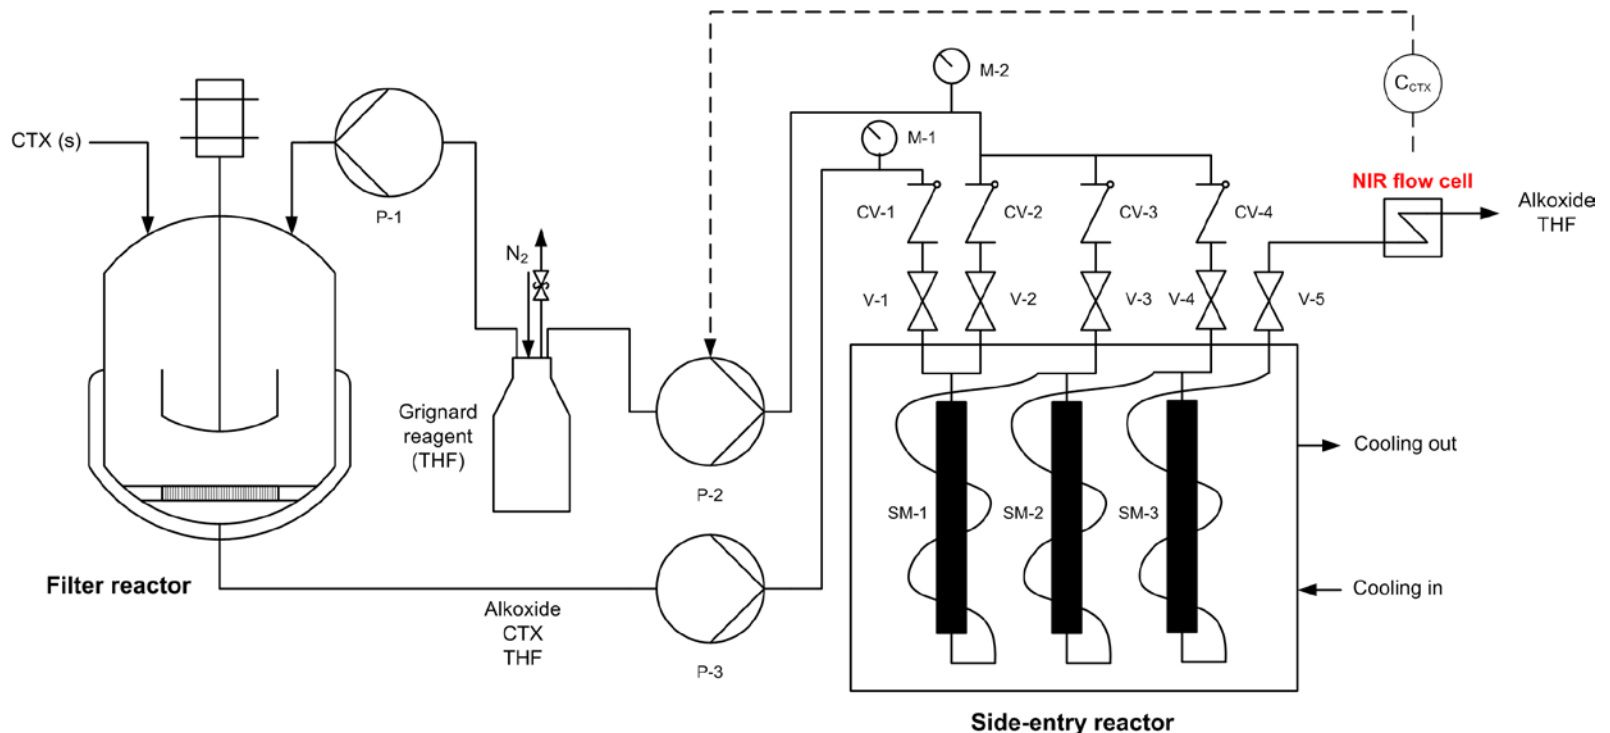 M-2
C_CTX
CTX (s)
M-1
P-1
NIR flow cell
Alkoxide
THF
CV-1
CV-2
CV-3
CV-4
N₂
V-1
V-2
V-3
V-4
V-5
Grignard
reagent
(THF)
Cooling out
P-2
SM-1
SM-2
SM-3
Filter reactor
Cooling in
Alkoxide
CTX
THF
P-3
Side-entry reactor